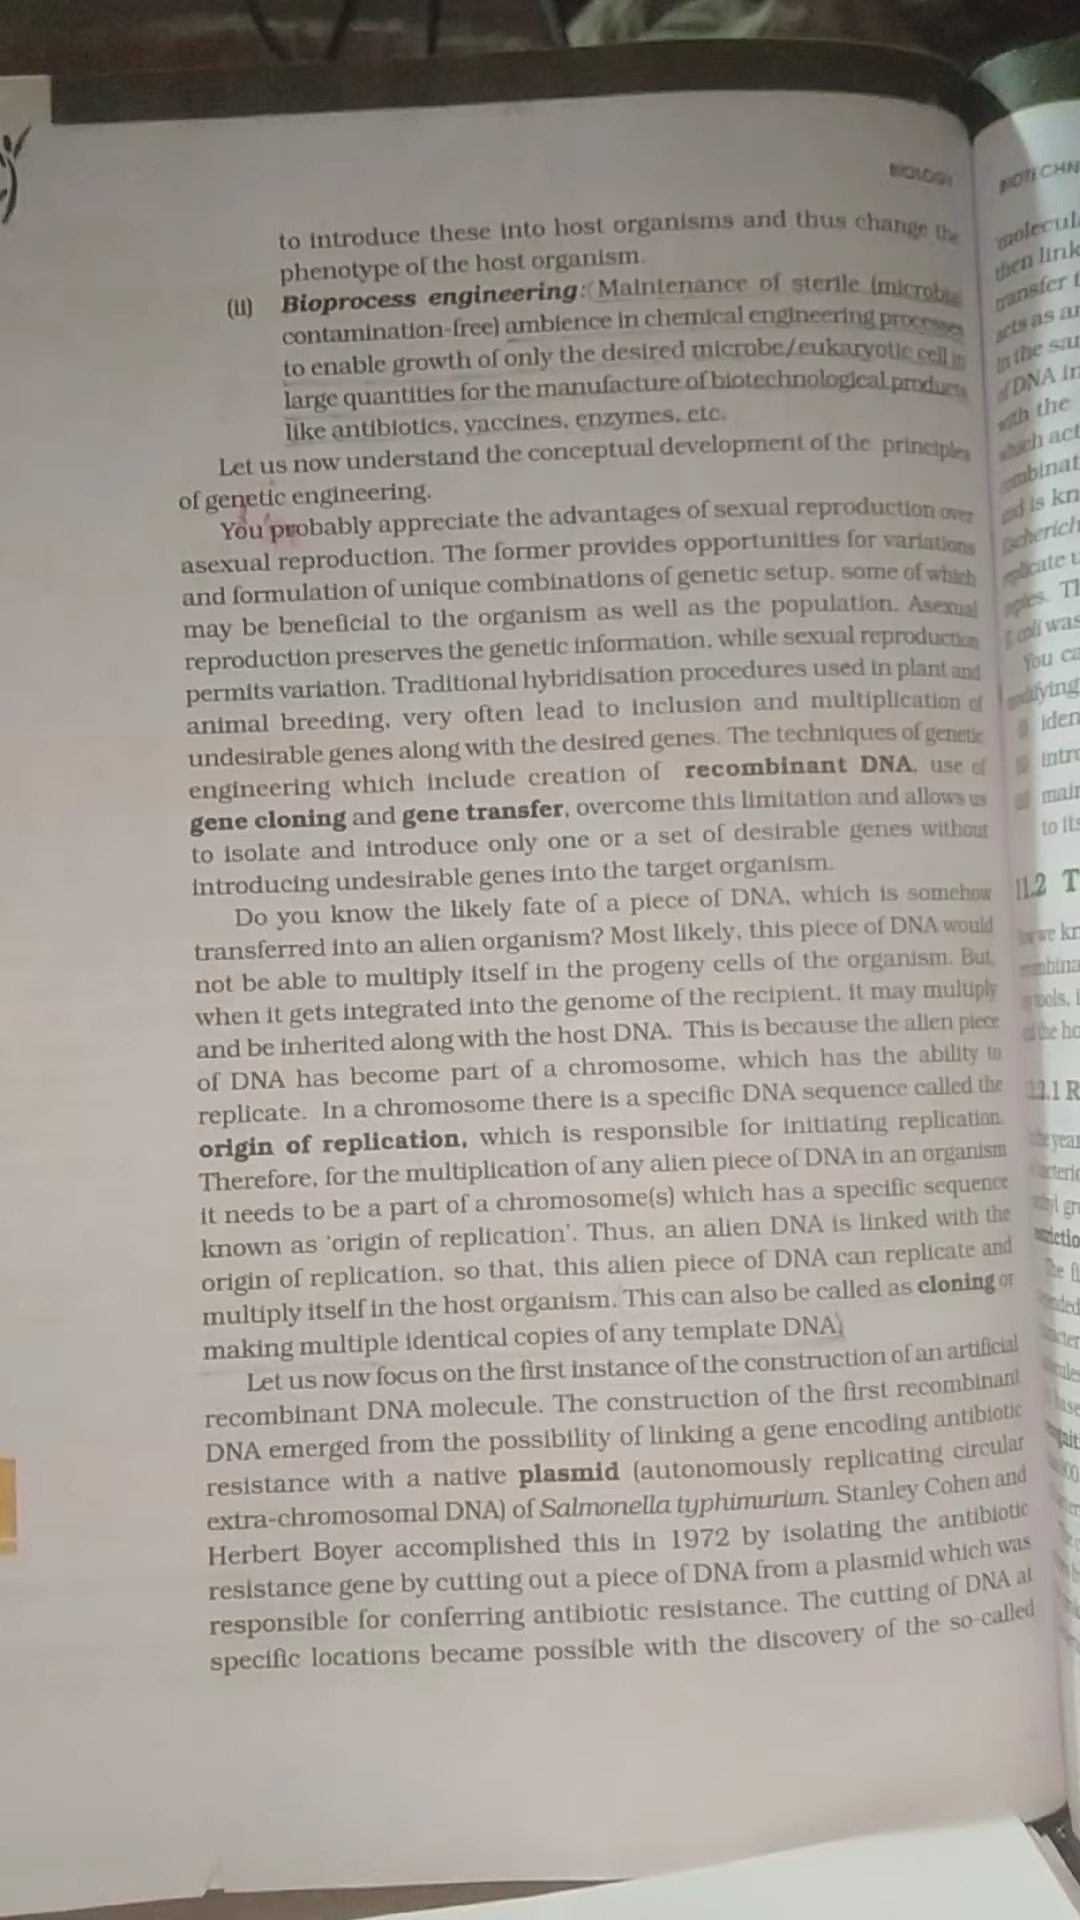 BIOLOGY
to introduce these into host organisms and thus change the
phenotype of the host organism.
(ii) Bioprocess engineering: Maintenance of sterile (microbial
contamination-free) ambience in chemical engineering processes
to enable growth of only the desired microbe/eukaryotic cell in
large quantities for the manufacture of biotechnological products
like antibiotics, vaccines, enzymes, etc.
Let us now understand the conceptual development of the principles
of genetic engineering.
You probably appreciate the advantages of sexual reproduction over
asexual reproduction. The former provides opportunities for variations
and formulation of unique combinations of genetic setup, some of which
may be beneficial to the organism as well as the population. Asexual
reproduction preserves the genetic information, while sexual reproduction
permits variation. Traditional hybridisation procedures used in plant and
animal breeding, very often lead to inclusion and multiplication of
undesirable genes along with the desired genes. The techniques of genetic
engineering which include creation of recombinant DNA, use of
gene cloning and gene transfer, overcome this limitation and allows us
to isolate and introduce only one or a set of desirable genes without
introducing undesirable genes into the target organism.
Do you know the likely fate of a piece of DNA, which is somehow
transferred into an alien organism? Most likely, this piece of DNA would
not be able to multiply itself in the progeny cells of the organism. But,
when it gets integrated into the genome of the recipient, it may multiply
and be inherited along with the host DNA. This is because the alien piece
of DNA has become part of a chromosome, which has the ability to
replicate. In a chromosome there is a specific DNA sequence called the
origin of replication, which is responsible for initiating replication.
Therefore, for the multiplication of any alien piece of DNA in an organism
it needs to be a part of a chromosome(s) which has a specific sequence
known as ‘origin of replication’. Thus, an alien DNA is linked with the
origin of replication, so that, this alien piece of DNA can replicate and
multiply itself in the host organism. This can also be called as cloning or
making multiple identical copies of any template DNA.
Let us now focus on the first instance of the construction of an artificial
recombinant DNA molecule. The construction of the first recombinant
DNA emerged from the possibility of linking a gene encoding antibiotic
resistance with a native plasmid (autonomously replicating circular
extra-chromosomal DNA) of Salmonella typhimurium. Stanley Cohen and
Herbert Boyer accomplished this in 1972 by isolating the antibiotic
resistance gene by cutting out a piece of DNA from a plasmid which was
responsible for conferring antibiotic resistance. The cutting of DNA at
specific locations became possible with the discovery of the so-called
then link
in the
DNA
with the
is
You
11.2